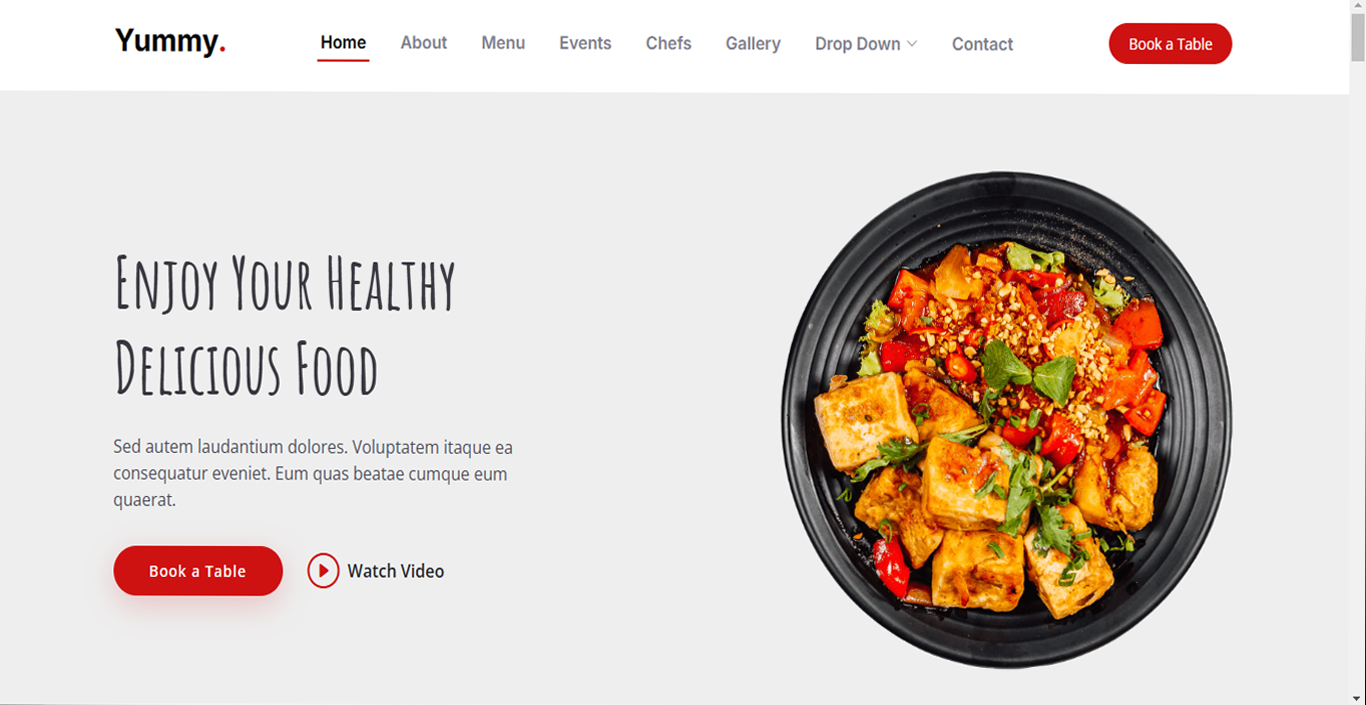 Yummy.
Home About Menu Events Chefs Gallery Drop Down Contact
Book a Table
Enjoy Your Healthy
Delicious Food
Sed autem laudantium dolores. Voluptatem itaque ea
consequatur eveniet. Eum quas beatae cumque eum
quaerat.
Book a Table
Watch Video